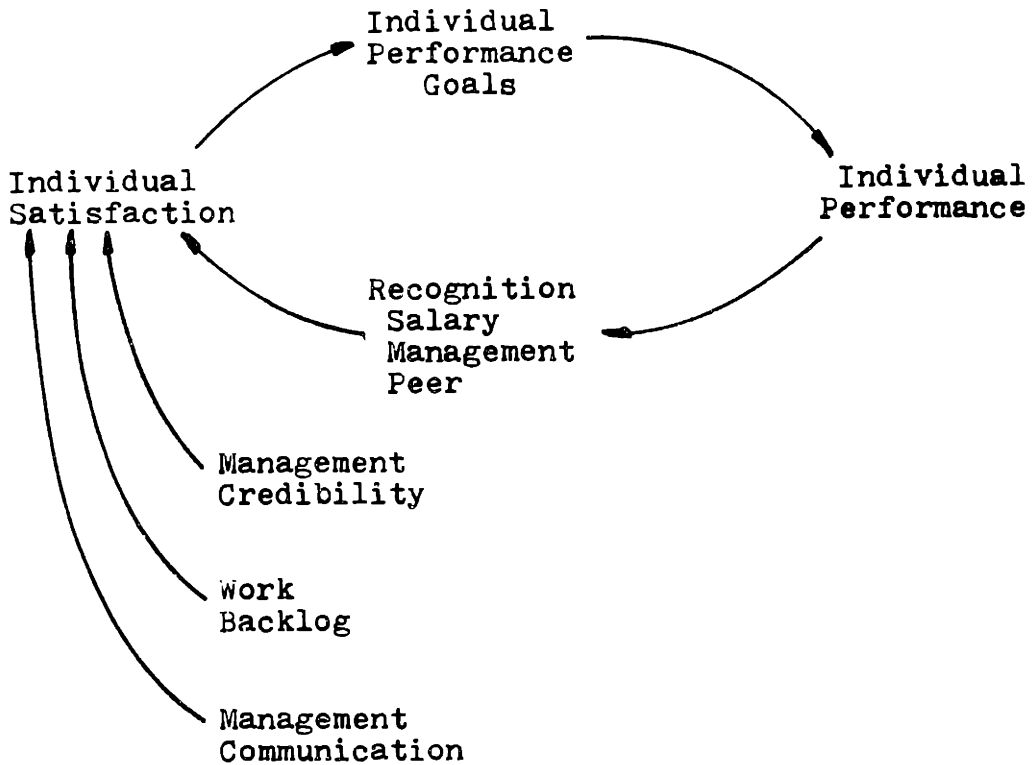 Individual
Performance
Goals
Individual
Satisfaction
Individual
Performance
Recognition
Salary
Management
Peer
Management
Credibility
Work
Backlog
Management
Communication